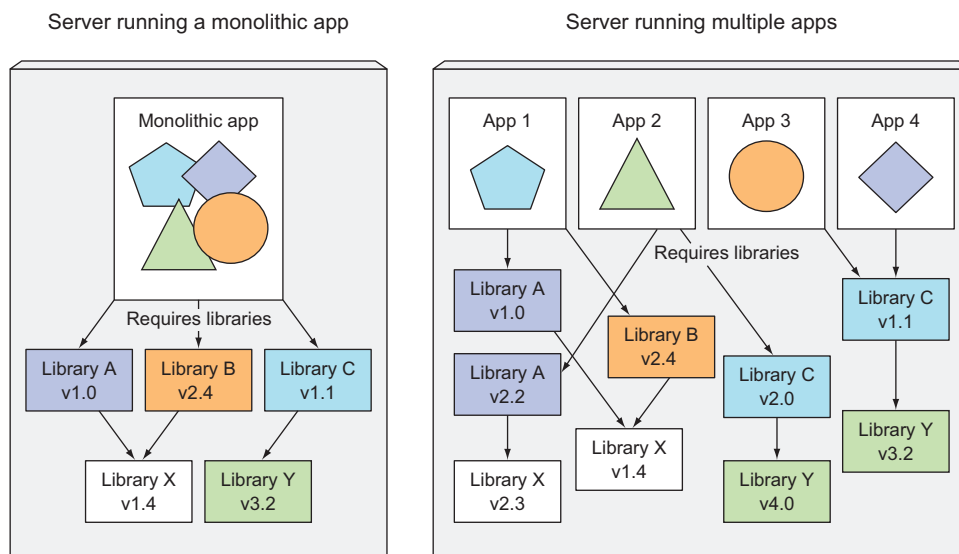 Server running a monolithic app
Monolithic app
Requires libraries
Library A
v1.0
Library B
v2.4
Library C
v1.1
Library X
v1.4
Library Y
v3.2
Server running multiple apps
App 1
App 2
App 3
App 4
Requires libraries
Library A
v1.0
Library B
v2.4
Library C
v1.1
Library A
v2.2
Library C
v2.0
Library X
v1.4
Library Y
v3.2
Library X
v2.3
Library Y
v4.0